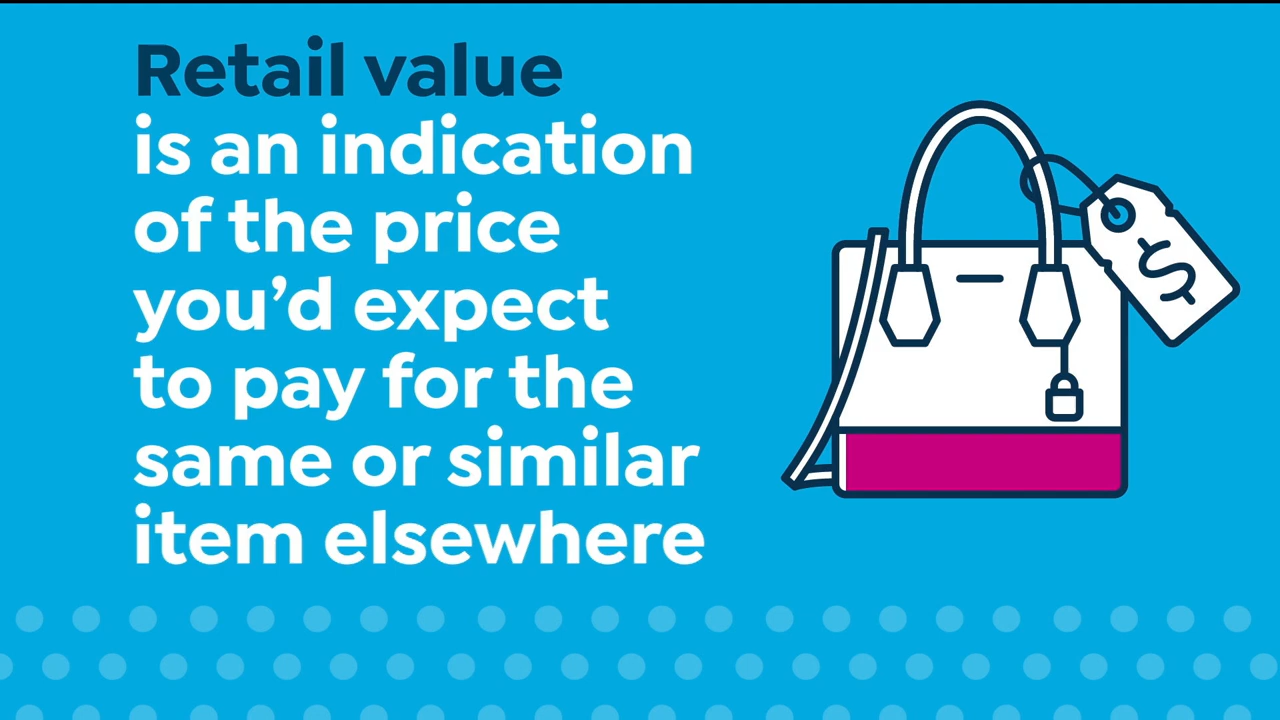 Retail value
is an indication
of the price
you’d expect
to pay for the
same or similar
item elsewhere
$